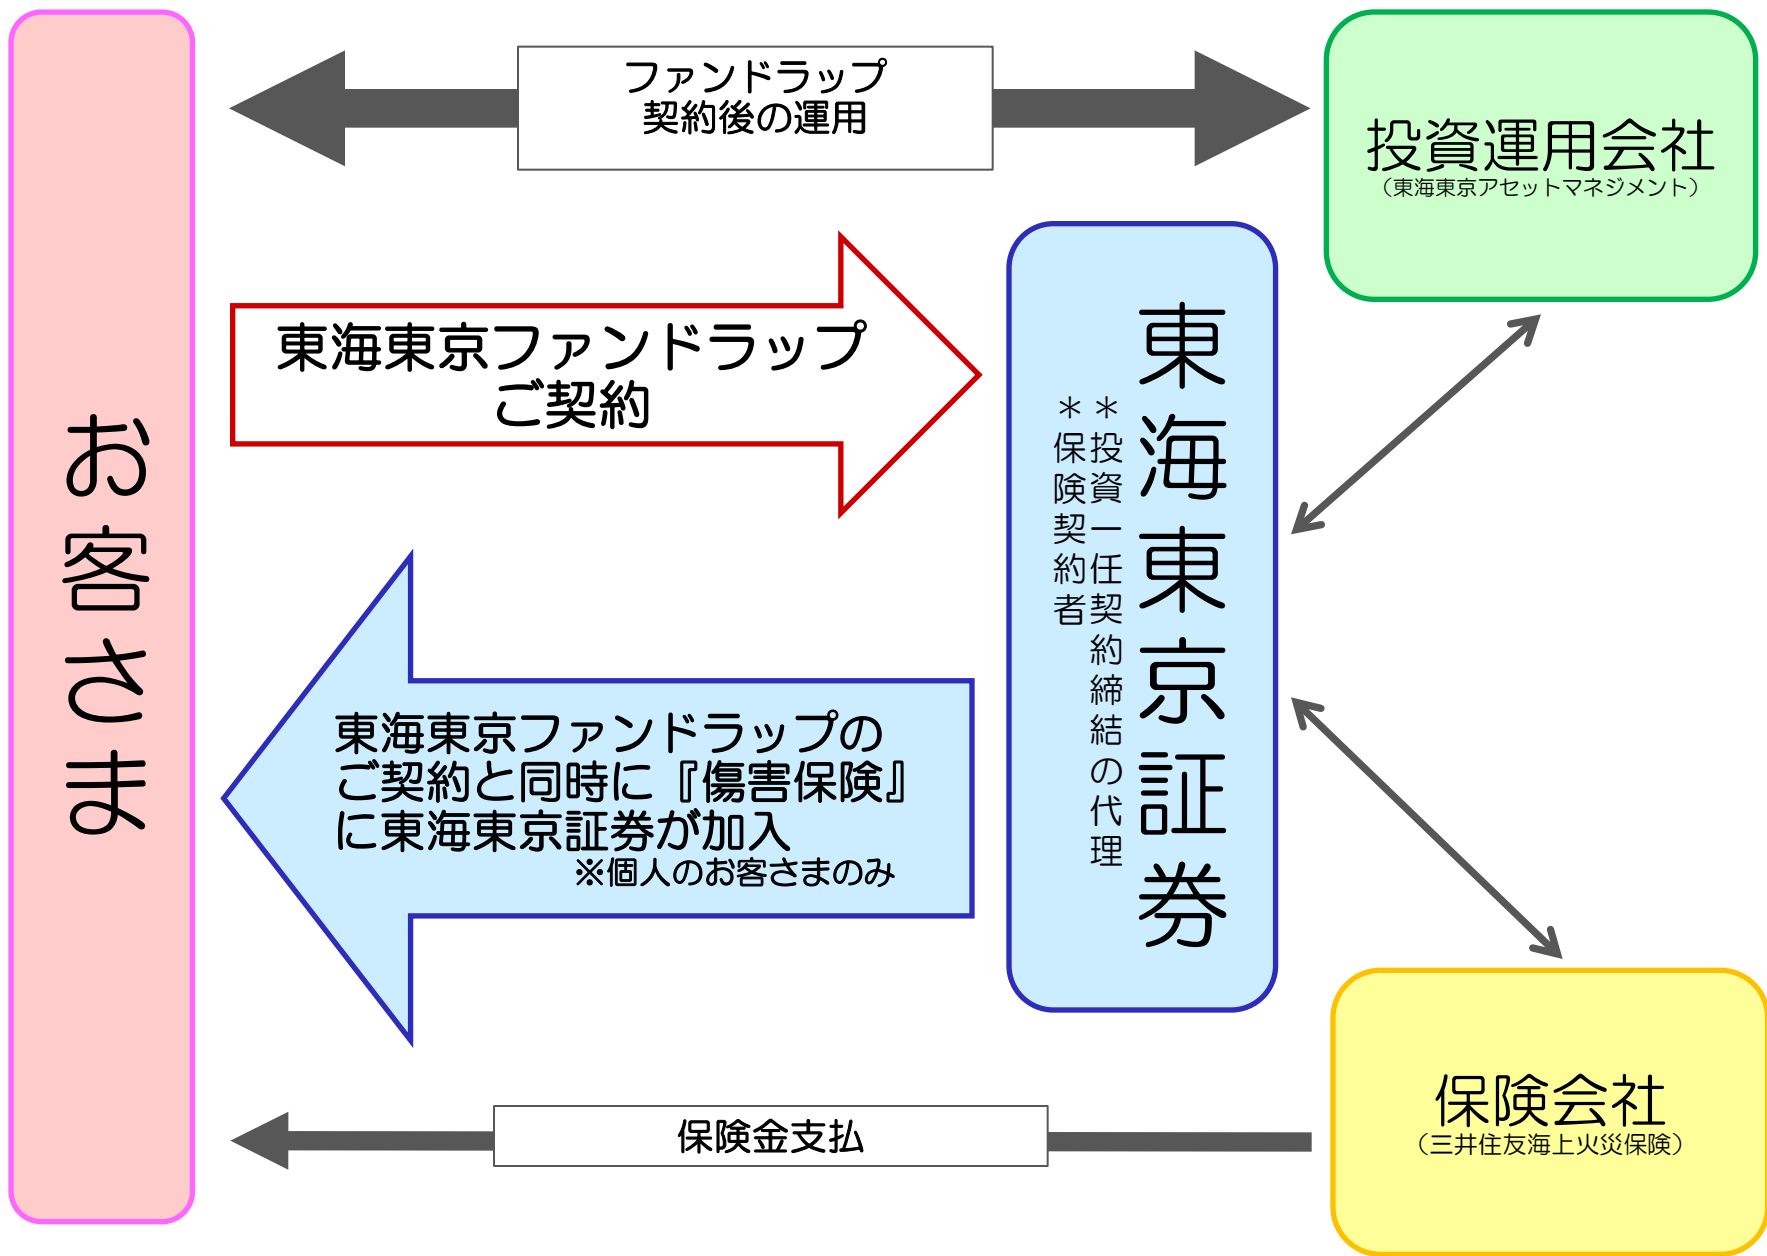 お客さま
ファンドラップ
契約後の運用
投資運用会社
（東海東京アセットマネジメント）
東海東京ファンドラップ
ご契約
東海東京証券
＊投資一任契約締結の代理
＊保険契約者
東海東京ファンドラップの
ご契約と同時に『傷害保険』
に東海東京証券が加入
※個人のお客さまのみ
保険金支払
保険会社
（三井住友海上火災保険）